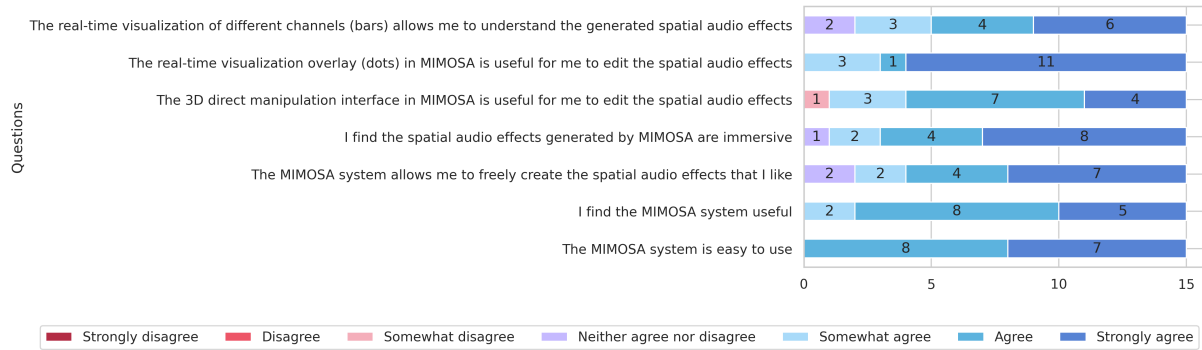 Questions
The real-time visualization of different channels (bars) allows me to understand the generated spatial audio effects
2 3 4 6
The real-time visualization overlay (dots) in MIMOSA is useful for me to edit the spatial audio effects
3 1 11
The 3D direct manipulation interface in MIMOSA is useful for me to edit the spatial audio effects
1 3 7 4
I find the spatial audio effects generated by MIMOSA are immersive
1 2 4 8
The MIMOSA system allows me to freely create the spatial audio effects that I like
2 2 4 7
I find the MIMOSA system useful
2 8 5
The MIMOSA system is easy to use
8 7
0 5 10 15
Strongly disagree Disagree Somewhat disagree Neither agree nor disagree Somewhat agree Agree Strongly agree